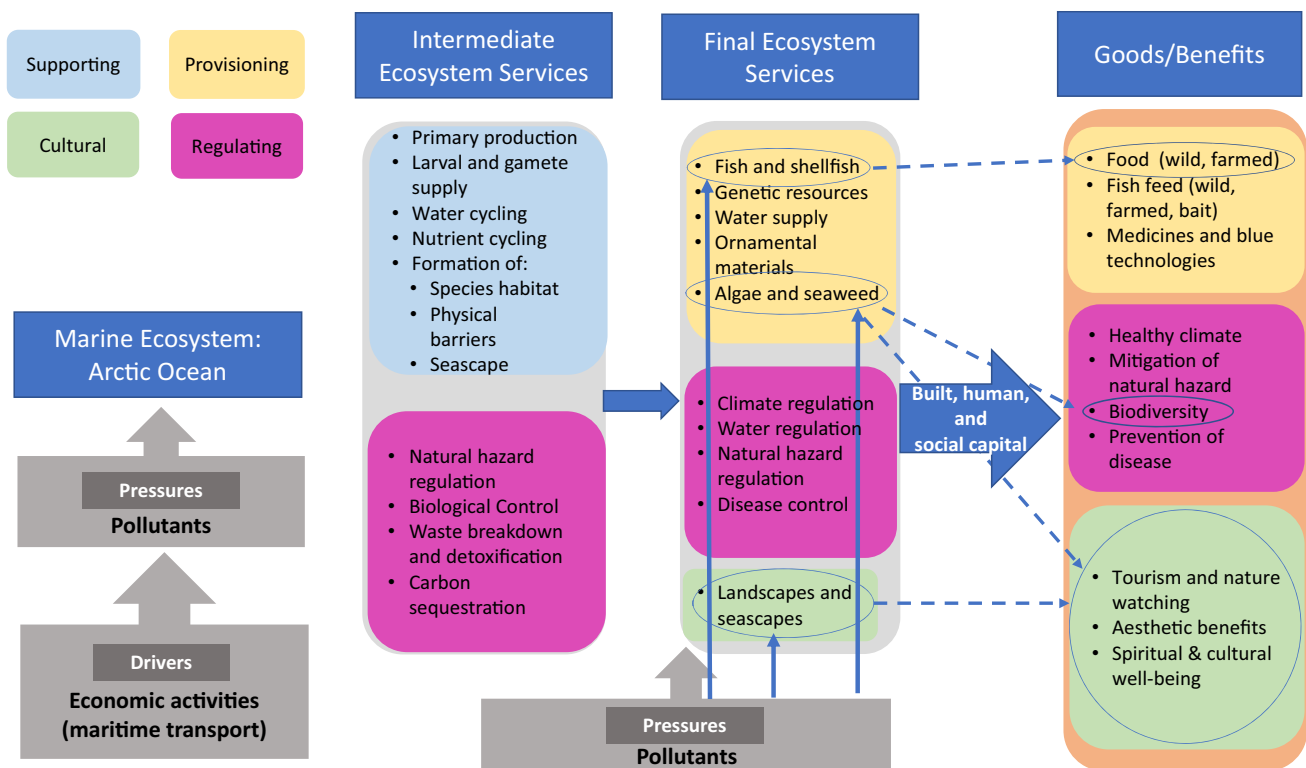 Supporting
Provisioning
Cultural
Regulating
Marine Ecosystem:
Arctic Ocean
Pressures
Pollutants
Drivers
Economic activities
(maritime transport)
Intermediate
Ecosystem Services
• Primary production
• Larval and gamete
supply
• Water cycling
• Nutrient cycling
• Formation of:
• Species habitat
• Physical
barriers
• Seascape
• Natural hazard
regulation
• Biological Control
• Waste breakdown
and detoxification
• Carbon
sequestration
Final Ecosystem
Services
• Fish and shellfish
• Genetic resources
• Water supply
• Ornamental
materials
• Algae and seaweed
• Climate regulation
• Water regulation
• Natural hazard
regulation
• Disease control
• Landscapes and
seascapes
Pressures
Pollutants
Built, human,
and
social capital
Goods/Benefits
• Food (wild, farmed)
• Fish feed (wild,
farmed, bait)
• Medicines and blue
technologies
• Healthy climate
• Mitigation of
natural hazard
• Biodiversity
• Prevention of
disease
• Tourism and nature
watching
• Aesthetic benefits
• Spiritual & cultural
well-being